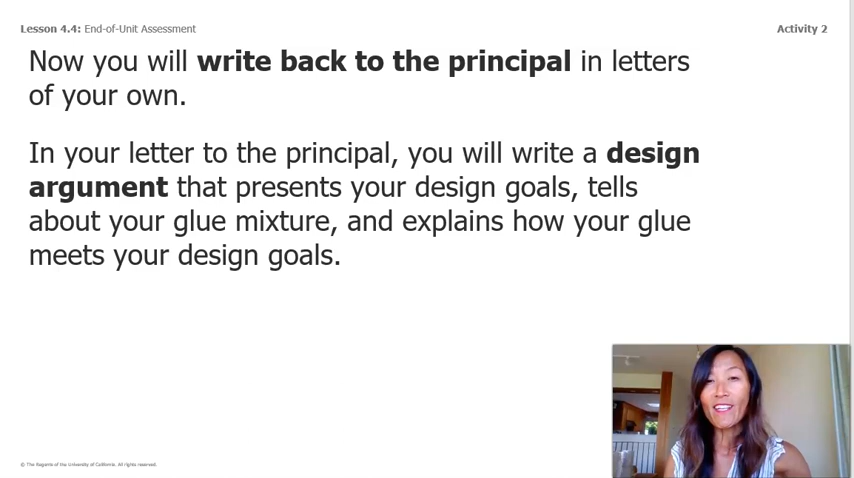 Lesson 4.4: End-of-Unit Assessment
Activity 2
Now you will write back to the principal in letters
of your own.
In your letter to the principal, you will write a design
argument that presents your design goals, tells
about your glue mixture, and explains how your glue
meets your design goals.
© The Regents of the University of California. All rights reserved.